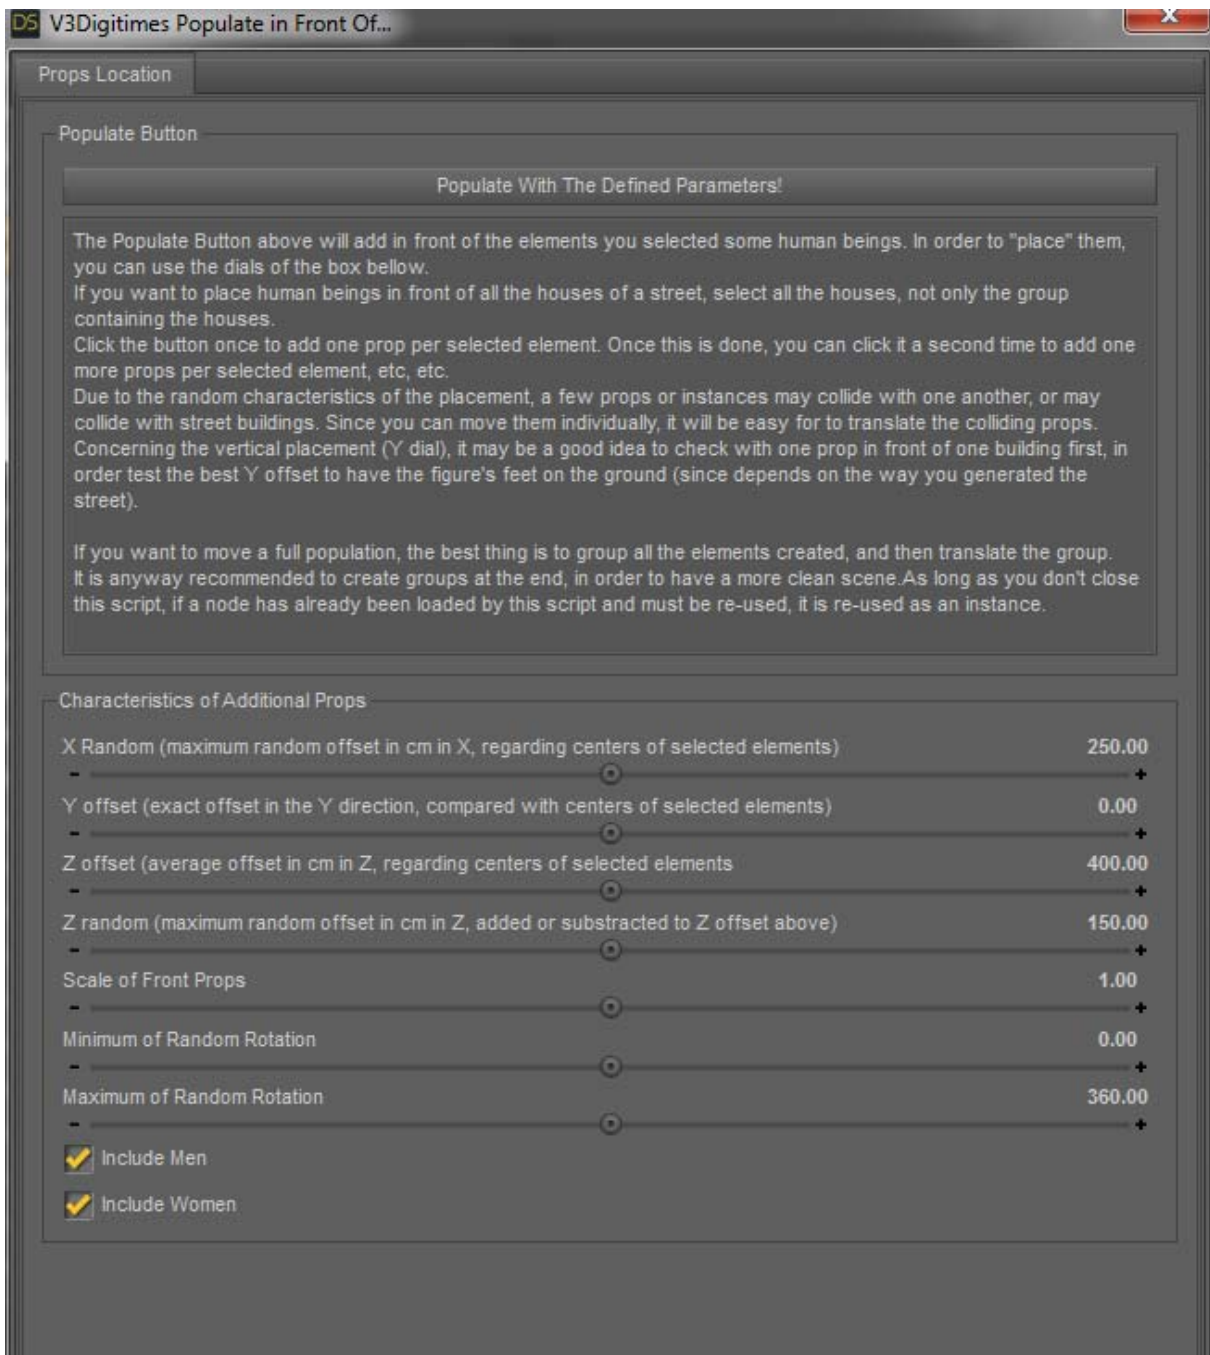 DS V3Digitimes Populate in Front Of...
X
Props Location
Populate Button
Populate With The Defined Parameters!
The Populate Button above will add in front of the elements you selected some human beings. In order to "place" them,
you can use the dials of the box bellow.
If you want to place human beings in front of all the houses of a street, select all the houses, not only the group
containing the houses.
Click the button once to add one prop per selected element. Once this is done, you can click it a second time to add one
more props per selected element, etc, etc.
Due to the random characteristics of the placement, a few props or instances may collide with one another, or may
collide with street buildings. Since you can move them individually, it will be easy for to translate the colliding props.
Concerning the vertical placement (Y dial), it may be a good idea to check with one prop in front of one building first, in
order test the best Y offset to have the figure's feet on the ground (since depends on the way you generated the
street).
If you want to move a full population, the best thing is to group all the elements created, and then translate the group.
It is anyway recommended to create groups at the end, in order to have a more clean scene.As long as you don't close
this script, if a node has already been loaded by this script and must be re-used, it is re-used as an instance.
Characteristics of Additional Props
X Random (maximum random offset in cm in X, regarding centers of selected elements) 250.00
- +
Y offset (exact offset in the Y direction, compared with centers of selected elements) 0.00
- +
Z offset (average offset in cm in Z, regarding centers of selected elements 400.00
- +
Z random (maximum random offset in cm in Z, added or substracted to Z offset above) 150.00
- +
Scale of Front Props 1.00
- +
Minimum of Random Rotation 0.00
- +
Maximum of Random Rotation 360.00
- +
Include Men
Include Women